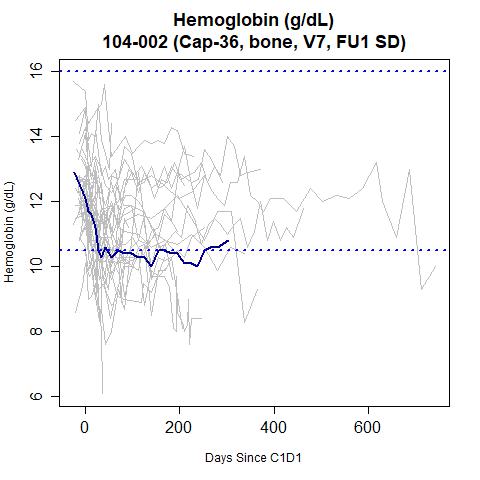 Hemoglobin (g/dL)
104-002 (Cap-36, bone, V7, FU1 SD)
Hemoglobin (g/dL)
16
14
12
10
8
6
0
200
400
600
Days Since C1D1